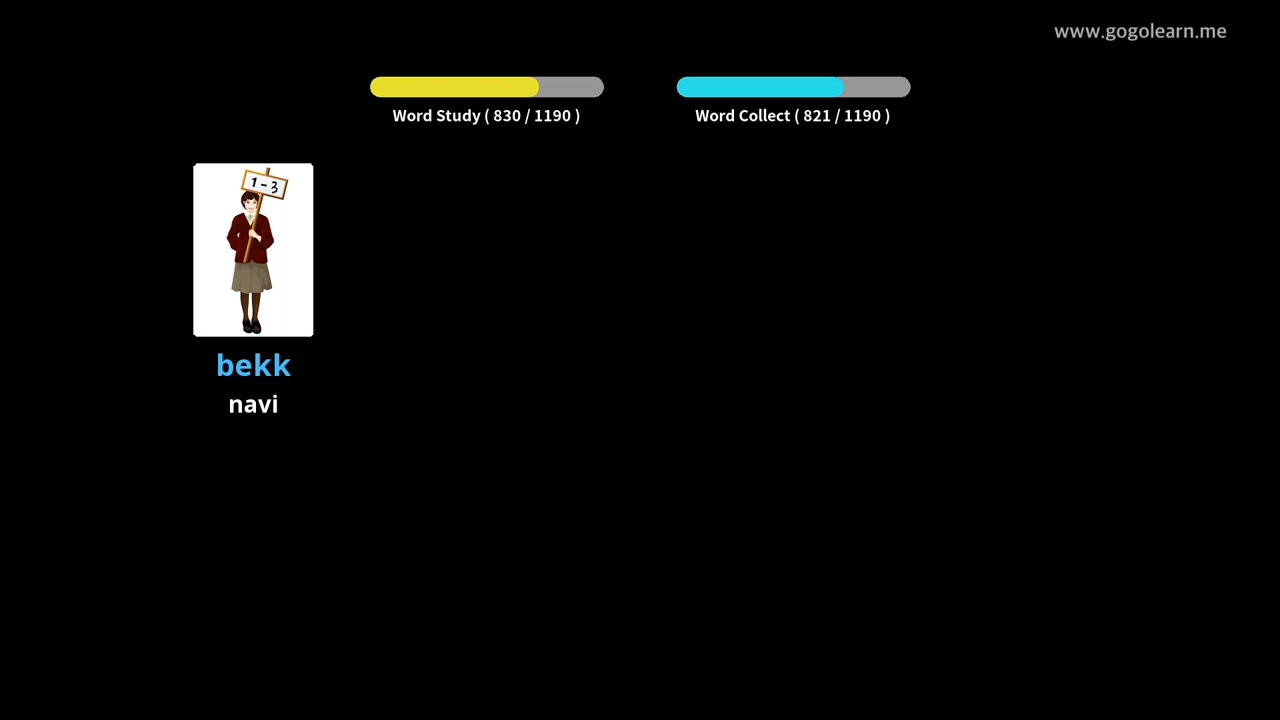 www.gogolearn.me
Word Study ( 830 / 1190 )
Word Collect ( 821 / 1190 )
1-3
bekk
navi